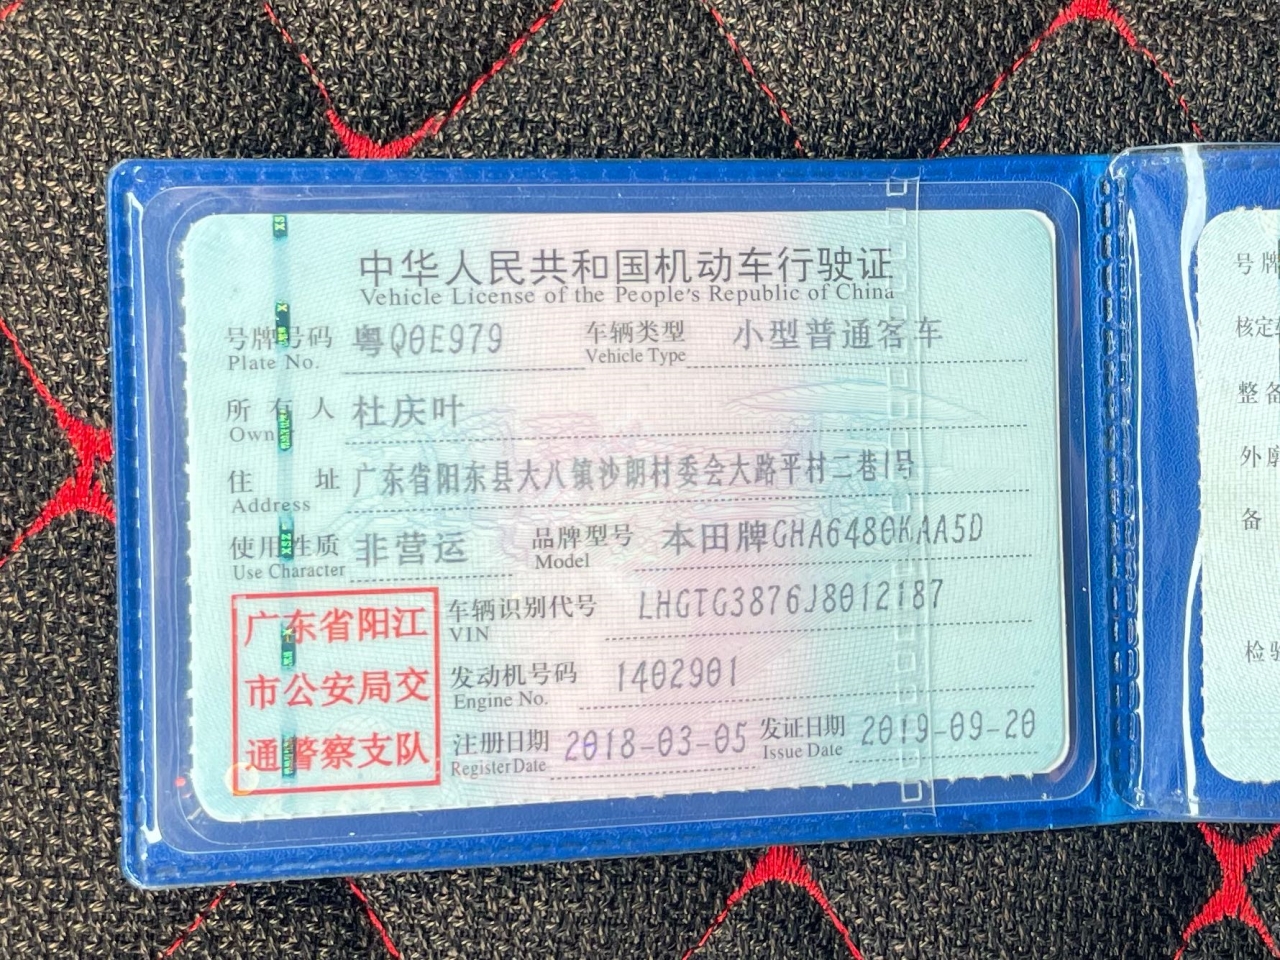 中华人民共和国机动车行驶证
Vehicle License of the People's Republic of China
号牌号码 粤Q0E979 车辆类型 小型普通客车
Plate No. Vehicle Type
所有人 杜庆叶
Owner
住址 广东省阳东县大八镇沙朗村委会大路平村二巷1号
Address
使用性质 非营运 品牌型号 本田牌GHA6480KAA5D
Use Character Model
车辆识别代号 LHGTG3876J8012187
VIN
发动机号码 1402901
Engine No.
注册日期 2018-03-05 发证日期 2019-09-20
Register Date Issue Date
广东省阳江
市公安局交
通警察支队
号牌
核定
整备
外廓
备
检验